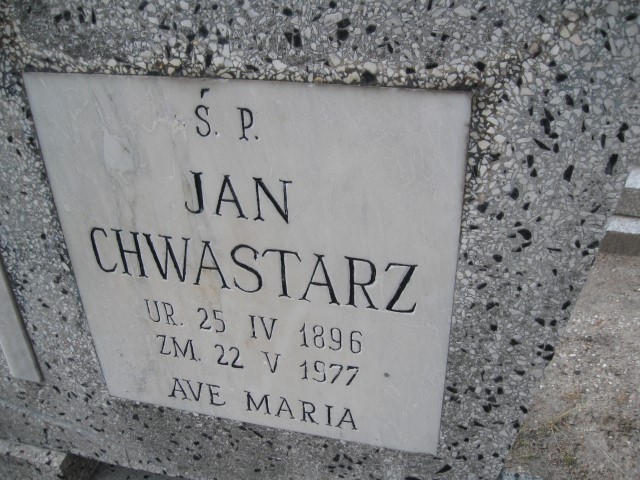 Ś. P.
JAN
CHWASTARZ
UR. 25 IV 1896
ZM. 22 V 1977
AVE MARIA